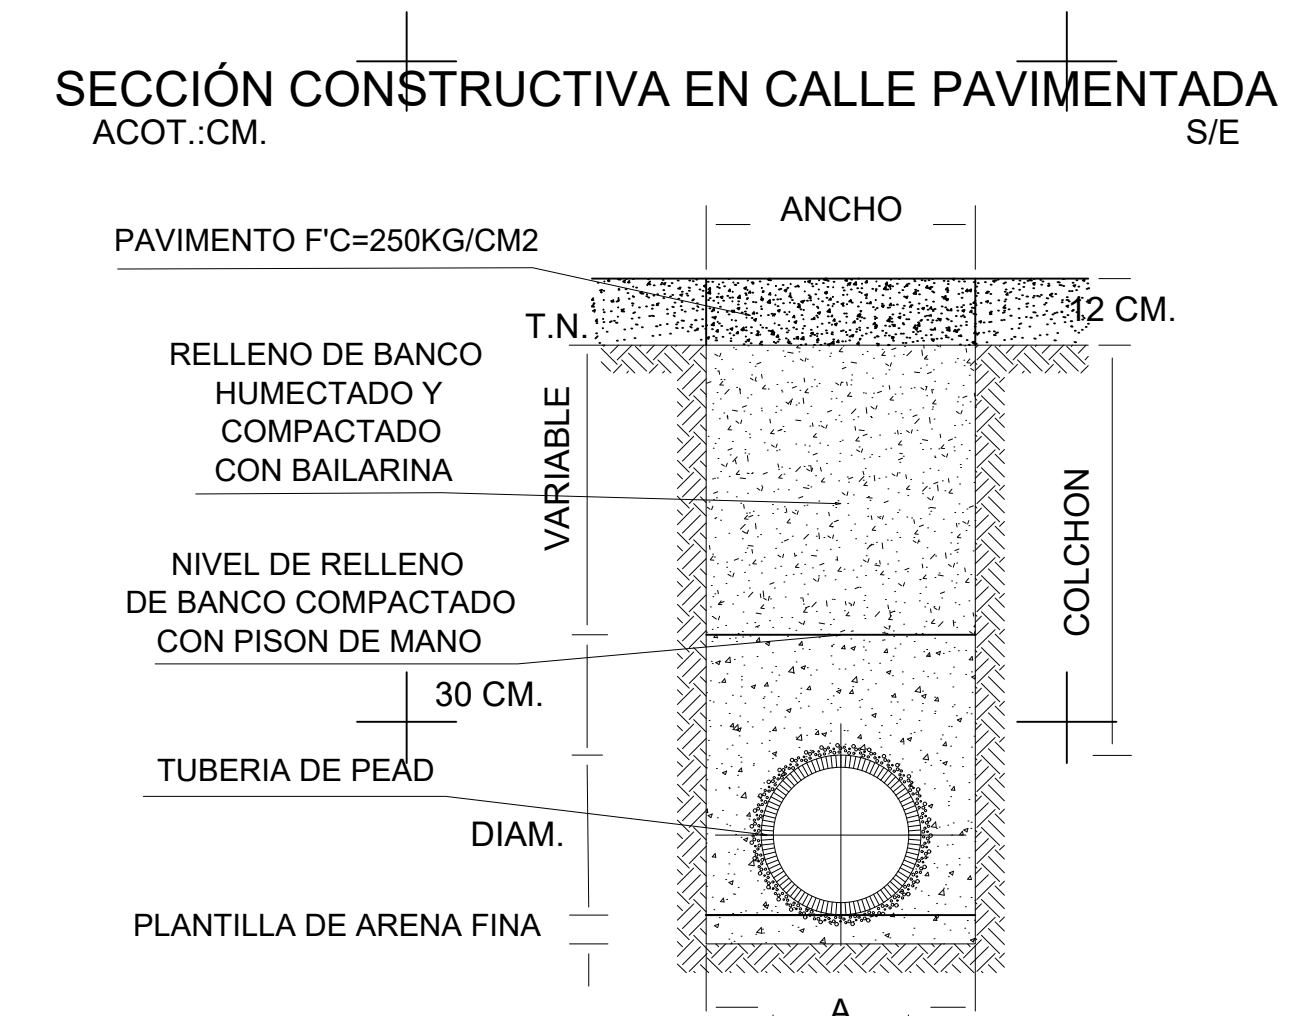 SECCIÓN CONSTRUCTIVA EN CALLE PAVIMENTADA
ACOT.:CM.
S/E
ANCHO
PAVIMENTO F'C=250KG/CM2
12 CM.
T.N.
RELLENO DE BANCO
HUMECTADO Y
COMPACTADO
CON BAILARINA
VARIABLE
COLCHON
NIVEL DE RELLENO
DE BANCO COMPACTADO
CON PISON DE MANO
30 CM.
TUBERIA DE PEAD
DIAM.
PLANTILLA DE ARENA FINA
A